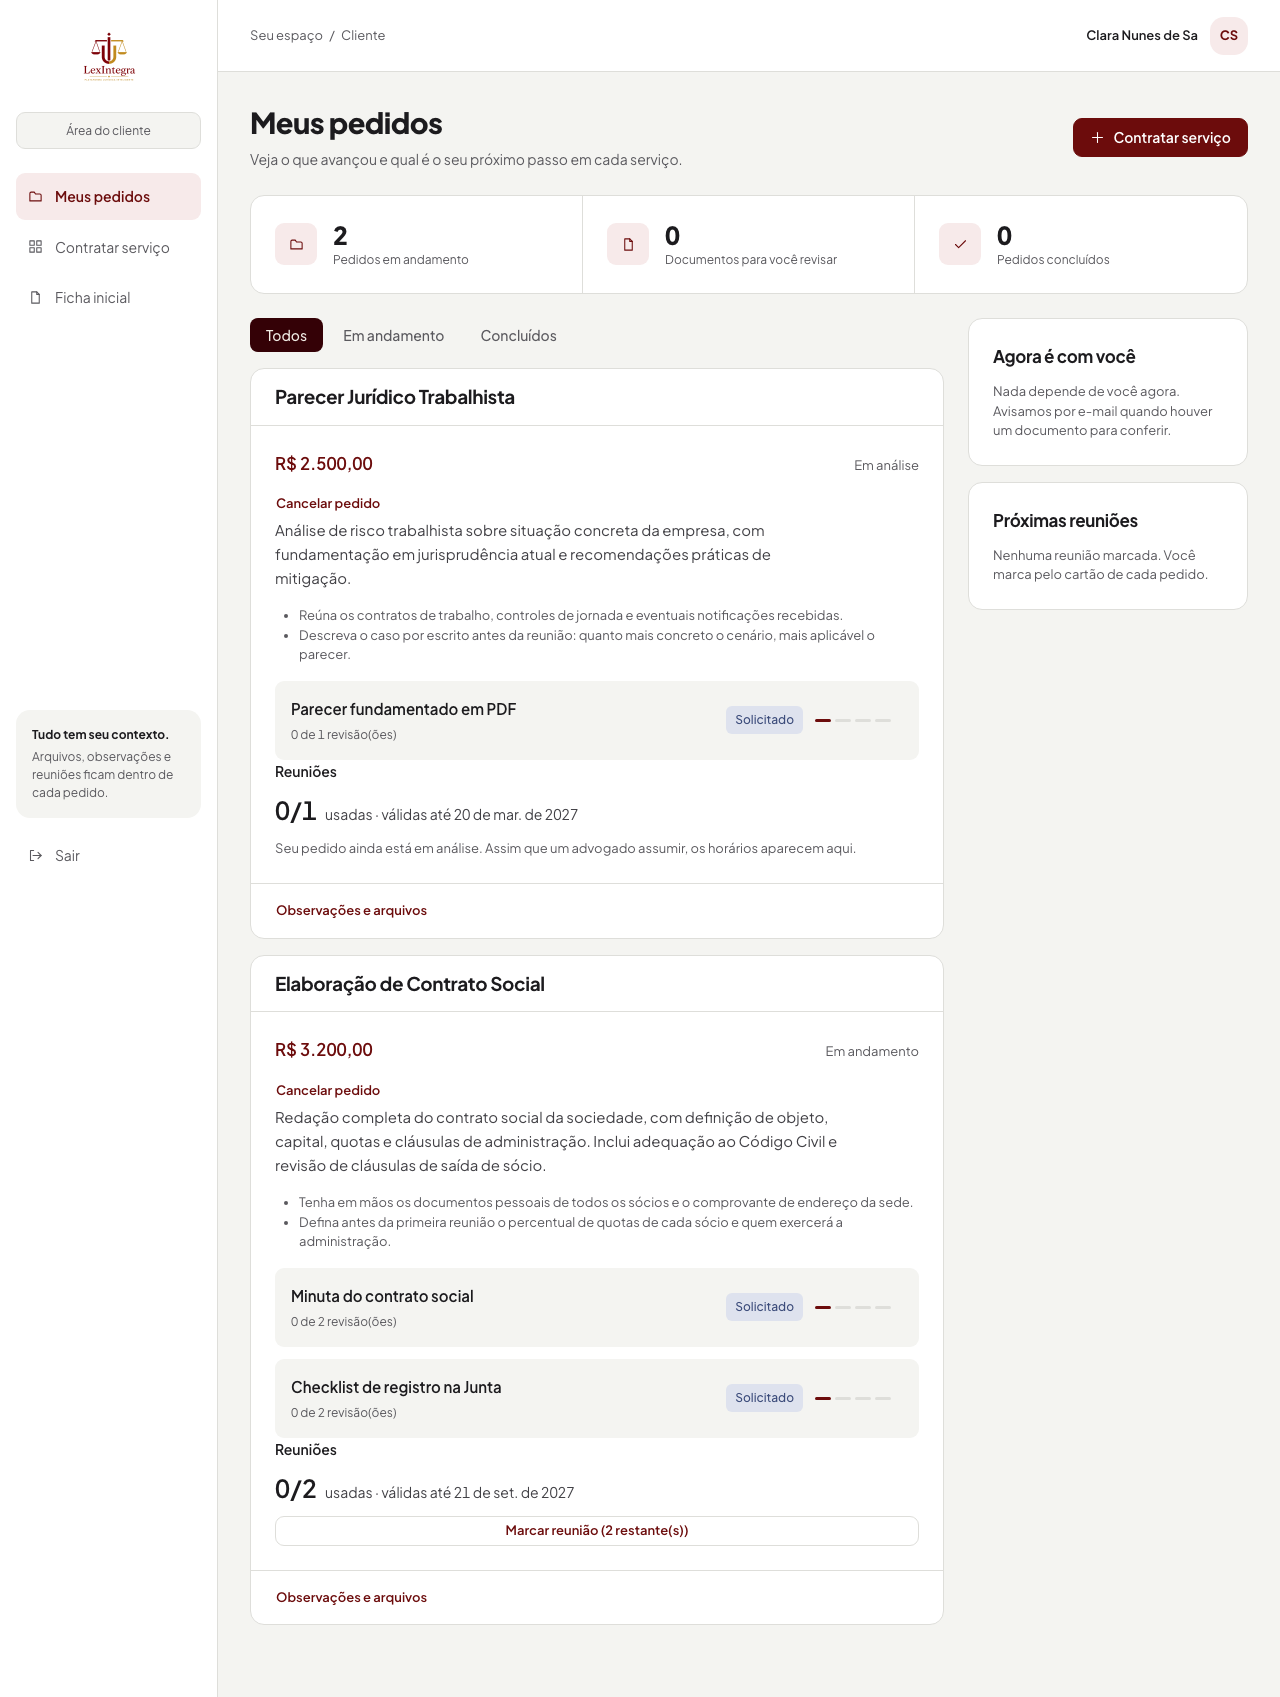 LexIntegra
Área do cliente
Meus pedidos
Contratar serviço
Ficha inicial
Tudo tem seu contexto.
Arquivos, observações e
reuniões ficam dentro de
cada pedido.
Sair
Seu espaço / Cliente
Clara Nunes de Sa
CS
Meus pedidos
Veja o que avançou e qual é o seu próximo passo em cada serviço.
Contratar serviço
2
Pedidos em andamento
0
Documentos para você revisar
0
Pedidos concluídos
Todos
Em andamento
Concluídos
Parecer Jurídico Trabalhista
R$ 2.500,00
Em análise
Cancelar pedido
Análise de risco trabalhista sobre situação concreta da empresa, com
fundamentação em jurisprudência atual e recomendações práticas de
mitigação.
• Reúna os contratos de trabalho, controles de jornada e eventuais notificações recebidas.
• Descreva o caso por escrito antes da reunião: quanto mais concreto o cenário, mais aplicável o
parecer.
Parecer fundamentado em PDF
0 de 1 revisão(ões)
Solicitado
Reuniões
0/1 usadas · válidas até 20 de mar. de 2027
Seu pedido ainda está em análise. Assim que um advogado assumir, os horários aparecem aqui.
Observações e arquivos
Elaboração de Contrato Social
R$ 3.200,00
Em andamento
Cancelar pedido
Redação completa do contrato social da sociedade, com definição de objeto,
capital, quotas e cláusulas de administração. Inclui adequação ao Código Civil e
revisão de cláusulas de saída de sócio.
• Tenha em mãos os documentos pessoais de todos os sócios e o comprovante de endereço da sede.
• Defina antes da primeira reunião o percentual de quotas de cada sócio e quem exercerá a
administração.
Minuta do contrato social
0 de 2 revisão(ões)
Solicitado
Checklist de registro na Junta
0 de 2 revisão(ões)
Solicitado
Reuniões
0/2 usadas · válidas até 21 de set. de 2027
Marcar reunião (2 restante(s))
Observações e arquivos
Agora é com você
Nada depende de você agora.
Avisamos por e-mail quando houver
um documento para conferir.
Próximas reuniões
Nenhuma reunião marcada. Você
marca pelo cartão de cada pedido.